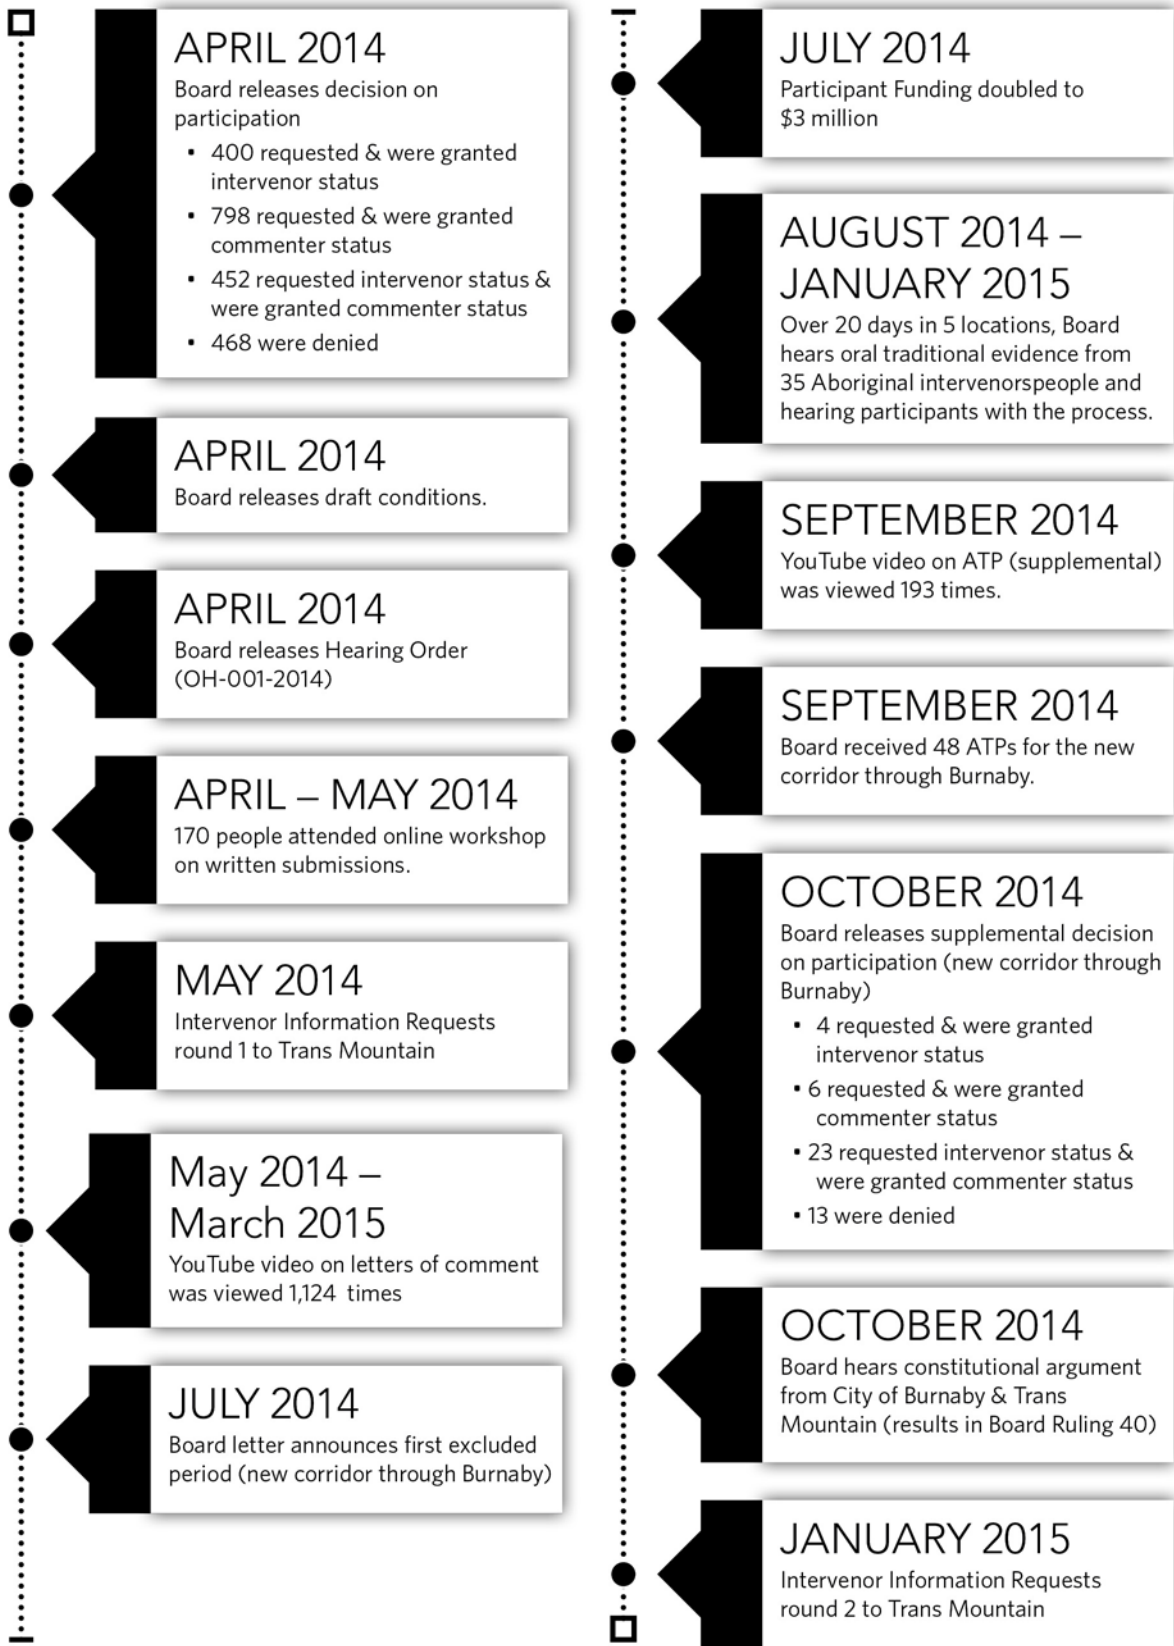 APRIL 2014
Board releases decision on
participation
▪ 400 requested & were granted
intervenor status
▪ 798 requested & were granted
commenter status
▪ 452 requested intervenor status &
were granted commenter status
▪ 468 were denied
APRIL 2014
Board releases draft conditions.
APRIL 2014
Board releases Hearing Order
(OH-001-2014)
APRIL – MAY 2014
170 people attended online workshop
on written submissions.
MAY 2014
Intervenor Information Requests
round 1 to Trans Mountain
May 2014 –
March 2015
YouTube video on letters of comment
was viewed 1,124 times
JULY 2014
Board letter announces first excluded
period (new corridor through Burnaby)
JULY 2014
Participant Funding doubled to
$3 million
AUGUST 2014 –
JANUARY 2015
Over 20 days in 5 locations, Board
hears oral traditional evidence from
35 Aboriginal intervenorspeople and
hearing participants with the process.
SEPTEMBER 2014
YouTube video on ATP (supplemental)
was viewed 193 times.
SEPTEMBER 2014
Board received 48 ATPs for the new
corridor through Burnaby.
OCTOBER 2014
Board releases supplemental decision
on participation (new corridor through
Burnaby)
▪ 4 requested & were granted
intervenor status
▪ 6 requested & were granted
commenter status
▪ 23 requested intervenor status &
were granted commenter status
▪ 13 were denied
OCTOBER 2014
Board hears constitutional argument
from City of Burnaby & Trans
Mountain (results in Board Ruling 40)
JANUARY 2015
Intervenor Information Requests
round 2 to Trans Mountain